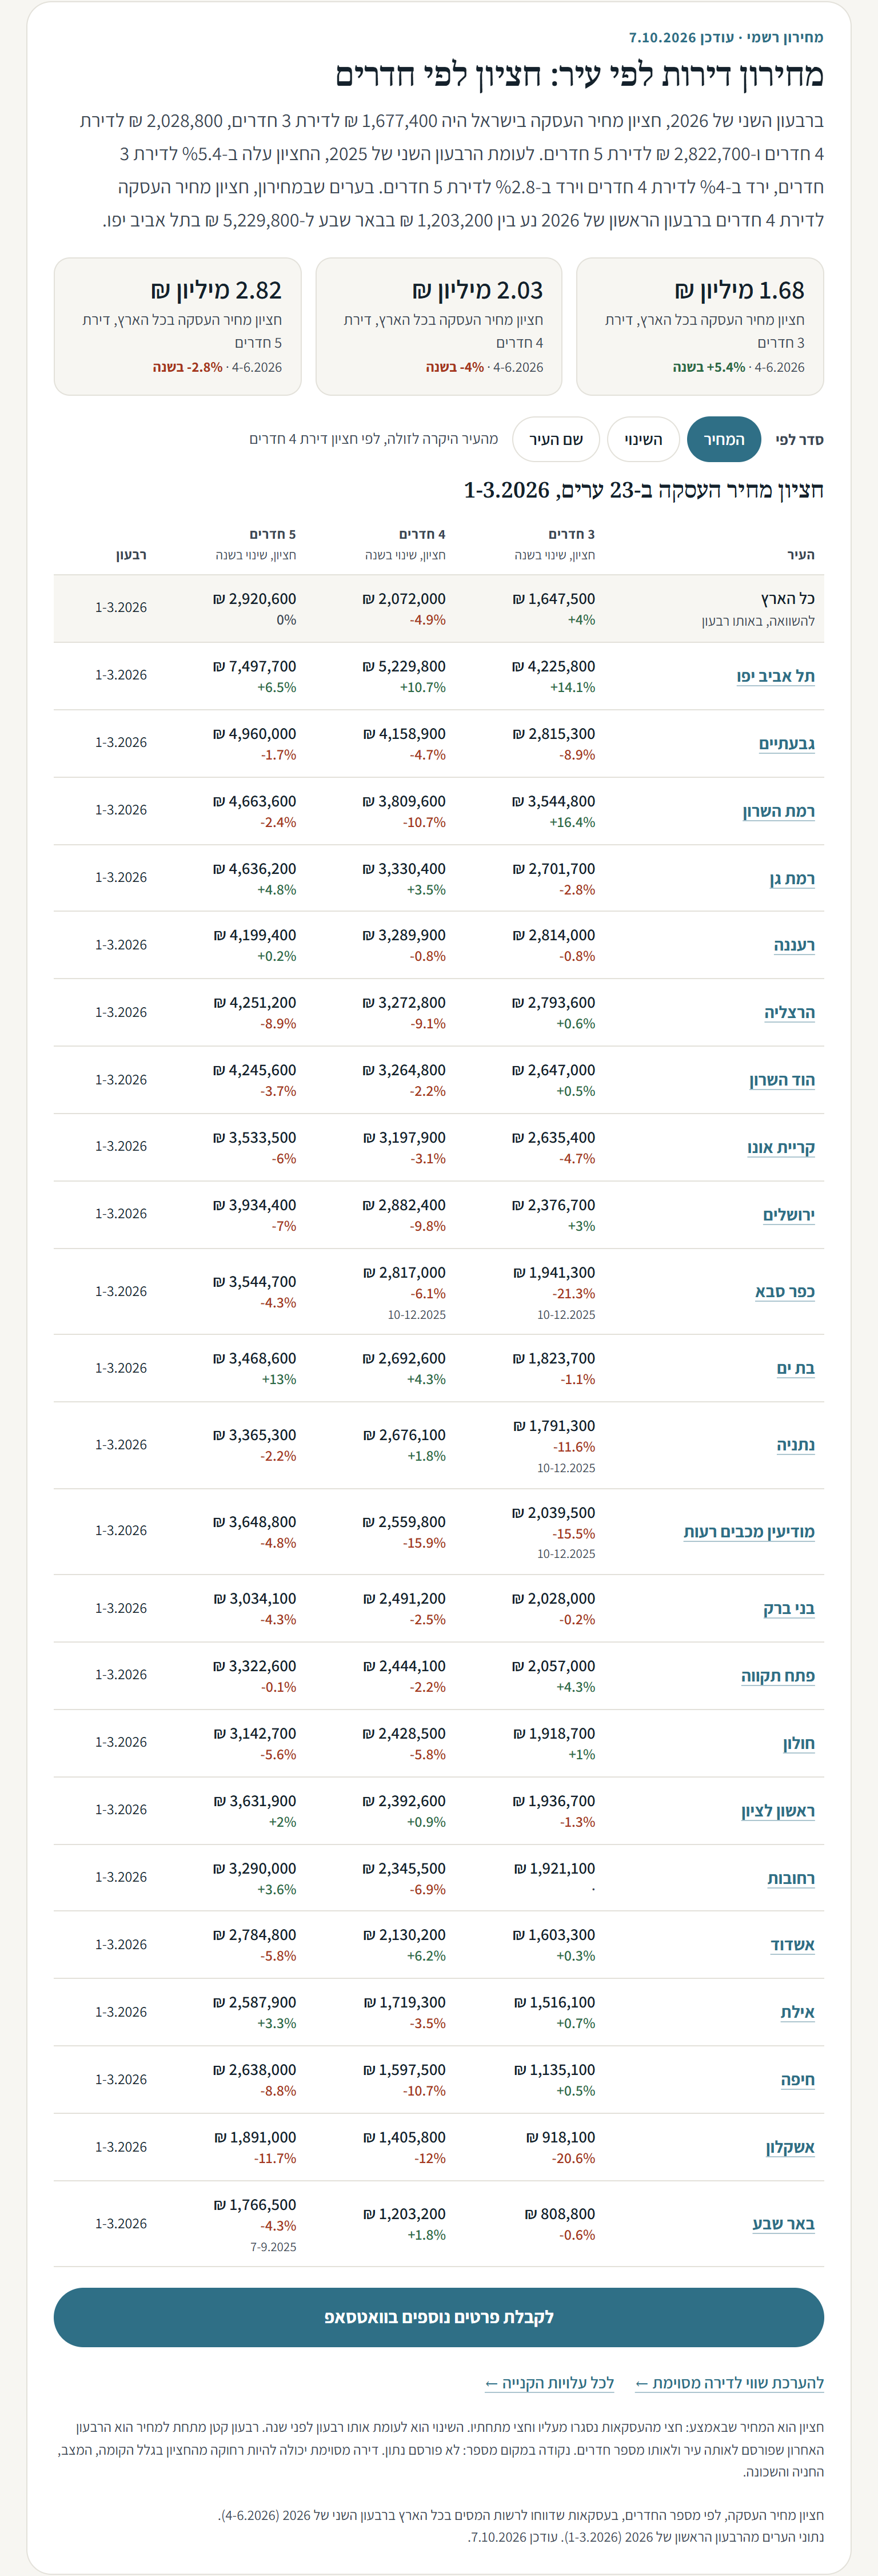 מחירון רשמי · עודכן 7.10.2026
מחירון דירות לפי עיר: חציון לפי חדרים
ברבעון השני של 2026, חציון מחיר העסקה בישראל היה 1,677,400 ₪ לדירת 3 חדרים, 2,028,800 ₪ לדירת
4 חדרים ו-2,822,700 ₪ לדירת 5 חדרים. לעומת הרבעון השני של 2025, החציון עלה ב-5.4% לדירת 3
חדרים, ירד ב-4% לדירת 4 חדרים וירד ב-2.8% לדירת 5 חדרים. בערים שבמחירון, חציון מחיר העסקה
לדירת 4 חדרים ברבעון הראשון של 2026 נע בין 1,203,200 ₪ בבאר שבע ל-5,229,800 ₪ בתל אביב יפו.
1.68 מיליון ₪
חציון מחיר העסקה בכל הארץ, דירת
3 חדרים
4-6.2026 · +5.4% בשנה
2.03 מיליון ₪
חציון מחיר העסקה בכל הארץ, דירת
4 חדרים
4-6.2026 · -4% בשנה
2.82 מיליון ₪
חציון מחיר העסקה בכל הארץ, דירת
5 חדרים
4-6.2026 · -2.8% בשנה
סדר לפי המחיר השינוי שם העיר מהעיר היקרה לזולה, לפי חציון דירת 4 חדרים
חציון מחיר העסקה ב-23 ערים, 1-3.2026
3 חדרים 4 חדרים 5 חדרים
העיר חציון, שינוי בשנה חציון, שינוי בשנה חציון, שינוי בשנה רבעון
כל הארץ 1,647,500 ₪ 2,072,000 ₪ 2,920,600 ₪ 1-3.2026
להשוואה, באותו רבעון +4% -4.9% 0%
תל אביב יפו 4,225,800 ₪ 5,229,800 ₪ 7,497,700 ₪ 1-3.2026
+14.1% +10.7% +6.5%
גבעתיים 2,815,300 ₪ 4,158,900 ₪ 4,960,000 ₪ 1-3.2026
-8.9% -4.7% -1.7%
רמת השרון 3,544,800 ₪ 3,809,600 ₪ 4,663,600 ₪ 1-3.2026
+16.4% -10.7% -2.4%
רמת גן 2,701,700 ₪ 3,330,400 ₪ 4,636,200 ₪ 1-3.2026
-2.8% +3.5% +4.8%
רעננה 2,814,000 ₪ 3,289,900 ₪ 4,199,400 ₪ 1-3.2026
-0.8% -0.8% +0.2%
הרצליה 2,793,600 ₪ 3,272,800 ₪ 4,251,200 ₪ 1-3.2026
+0.6% -9.1% -8.9%
הוד השרון 2,647,000 ₪ 3,264,800 ₪ 4,245,600 ₪ 1-3.2026
+0.5% -2.2% -3.7%
קריית אונו 2,635,400 ₪ 3,197,900 ₪ 3,533,500 ₪ 1-3.2026
-4.7% -3.1% -6%
ירושלים 2,376,700 ₪ 2,882,400 ₪ 3,934,400 ₪ 1-3.2026
+3% -9.8% -7%
כפר סבא 1,941,300 ₪ 2,817,000 ₪ 3,544,700 ₪ 1-3.2026
-21.3% -6.1% -4.3%
10-12.2025 10-12.2025
בת ים 1,823,700 ₪ 2,692,600 ₪ 3,468,600 ₪ 1-3.2026
-1.1% +4.3% +13%
נתניה 1,791,300 ₪ 2,676,100 ₪ 3,365,300 ₪ 1-3.2026
-11.6% +1.8% -2.2%
10-12.2025
מודיעין מכבים רעות 2,039,500 ₪ 2,559,800 ₪ 3,648,800 ₪ 1-3.2026
-15.5% -15.9% -4.8%
10-12.2025
בני ברק 2,028,000 ₪ 2,491,200 ₪ 3,034,100 ₪ 1-3.2026
-0.2% -2.5% -4.3%
פתח תקווה 2,057,000 ₪ 2,444,100 ₪ 3,322,600 ₪ 1-3.2026
+4.3% -2.2% -0.1%
חולון 1,918,700 ₪ 2,428,500 ₪ 3,142,700 ₪ 1-3.2026
+1% -5.8% -5.6%
ראשון לציון 1,936,700 ₪ 2,392,600 ₪ 3,631,900 ₪ 1-3.2026
-1.3% +0.9% +2%
רחובות 1,921,100 ₪ 2,345,500 ₪ 3,290,000 ₪ 1-3.2026
· -6.9% +3.6%
אשדוד 1,603,300 ₪ 2,130,200 ₪ 2,784,800 ₪ 1-3.2026
+0.3% +6.2% -5.8%
אילת 1,516,100 ₪ 1,719,300 ₪ 2,587,900 ₪ 1-3.2026
+0.7% -3.5% +3.3%
חיפה 1,135,100 ₪ 1,597,500 ₪ 2,638,000 ₪ 1-3.2026
+0.5% -10.7% -8.8%
אשקלון 918,100 ₪ 1,405,800 ₪ 1,891,000 ₪ 1-3.2026
-20.6% -12% -11.7%
באר שבע 808,800 ₪ 1,203,200 ₪ 1,766,500 ₪ 1-3.2026
-0.6% +1.8% -4.3%
7-9.2025
לקבלת פרטים נוספים בוואטסאפ
להערכת שווי לדירה מסוימת ← לכל עלויות הקנייה ←
חציון הוא המחיר שבאמצע: חצי מהעסקאות נסגרו מעליו וחצי מתחתיו. השינוי הוא לעומת אותו רבעון לפני שנה. רבעון קטן מתחת למחיר הוא הרבעון
האחרון שפורסם לאותה עיר ולאותו מספר חדרים. נקודה במקום מספר: לא פורסם נתון. דירה מסוימת יכולה להיות רחוקה מהחציון בגלל הקומה, המצב,
החניה והשכונה.
חציון מחיר העסקה, לפי מספר החדרים, בעסקאות שדווחו לרשות המסים בכל הארץ ברבעון השני של 2026 (4-6.2026).
נתוני הערים מהרבעון הראשון של 2026 (1-3.2026). עודכן 7.10.2026.